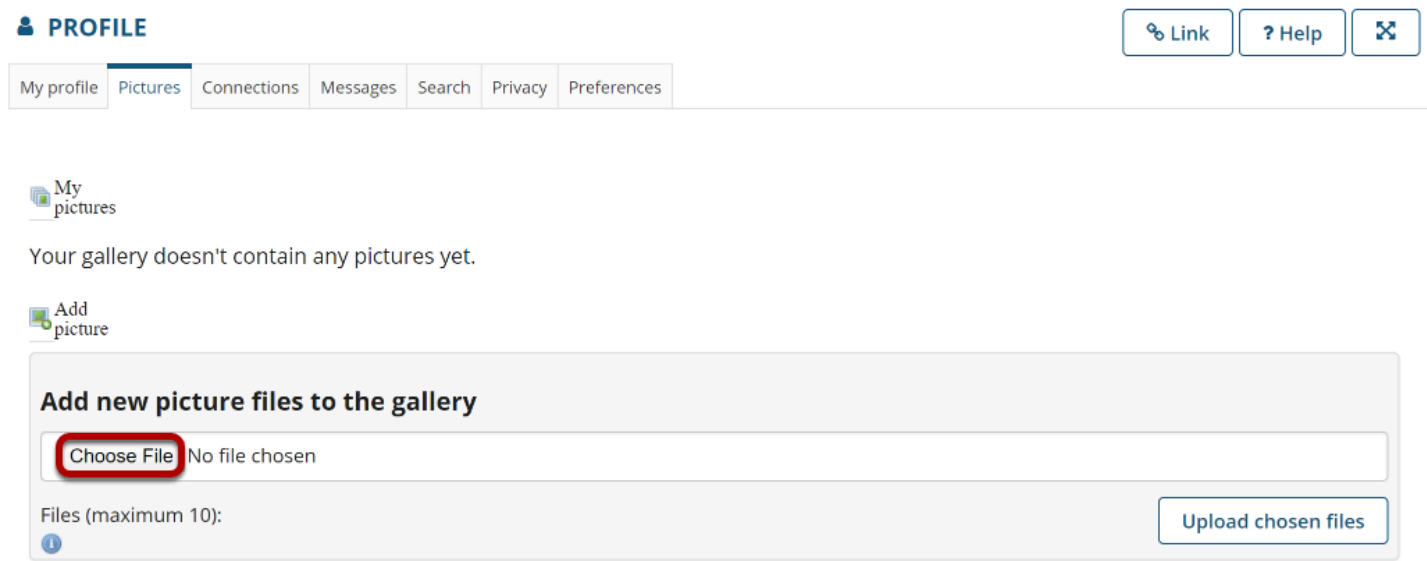 PROFILE
Link
? Help
My profile
Pictures
Connections
Messages
Search
Privacy
Preferences
My
pictures
Your gallery doesn't contain any pictures yet.
Add
picture
Add new picture files to the gallery
Choose File No file chosen
Files (maximum 10):
Upload chosen files